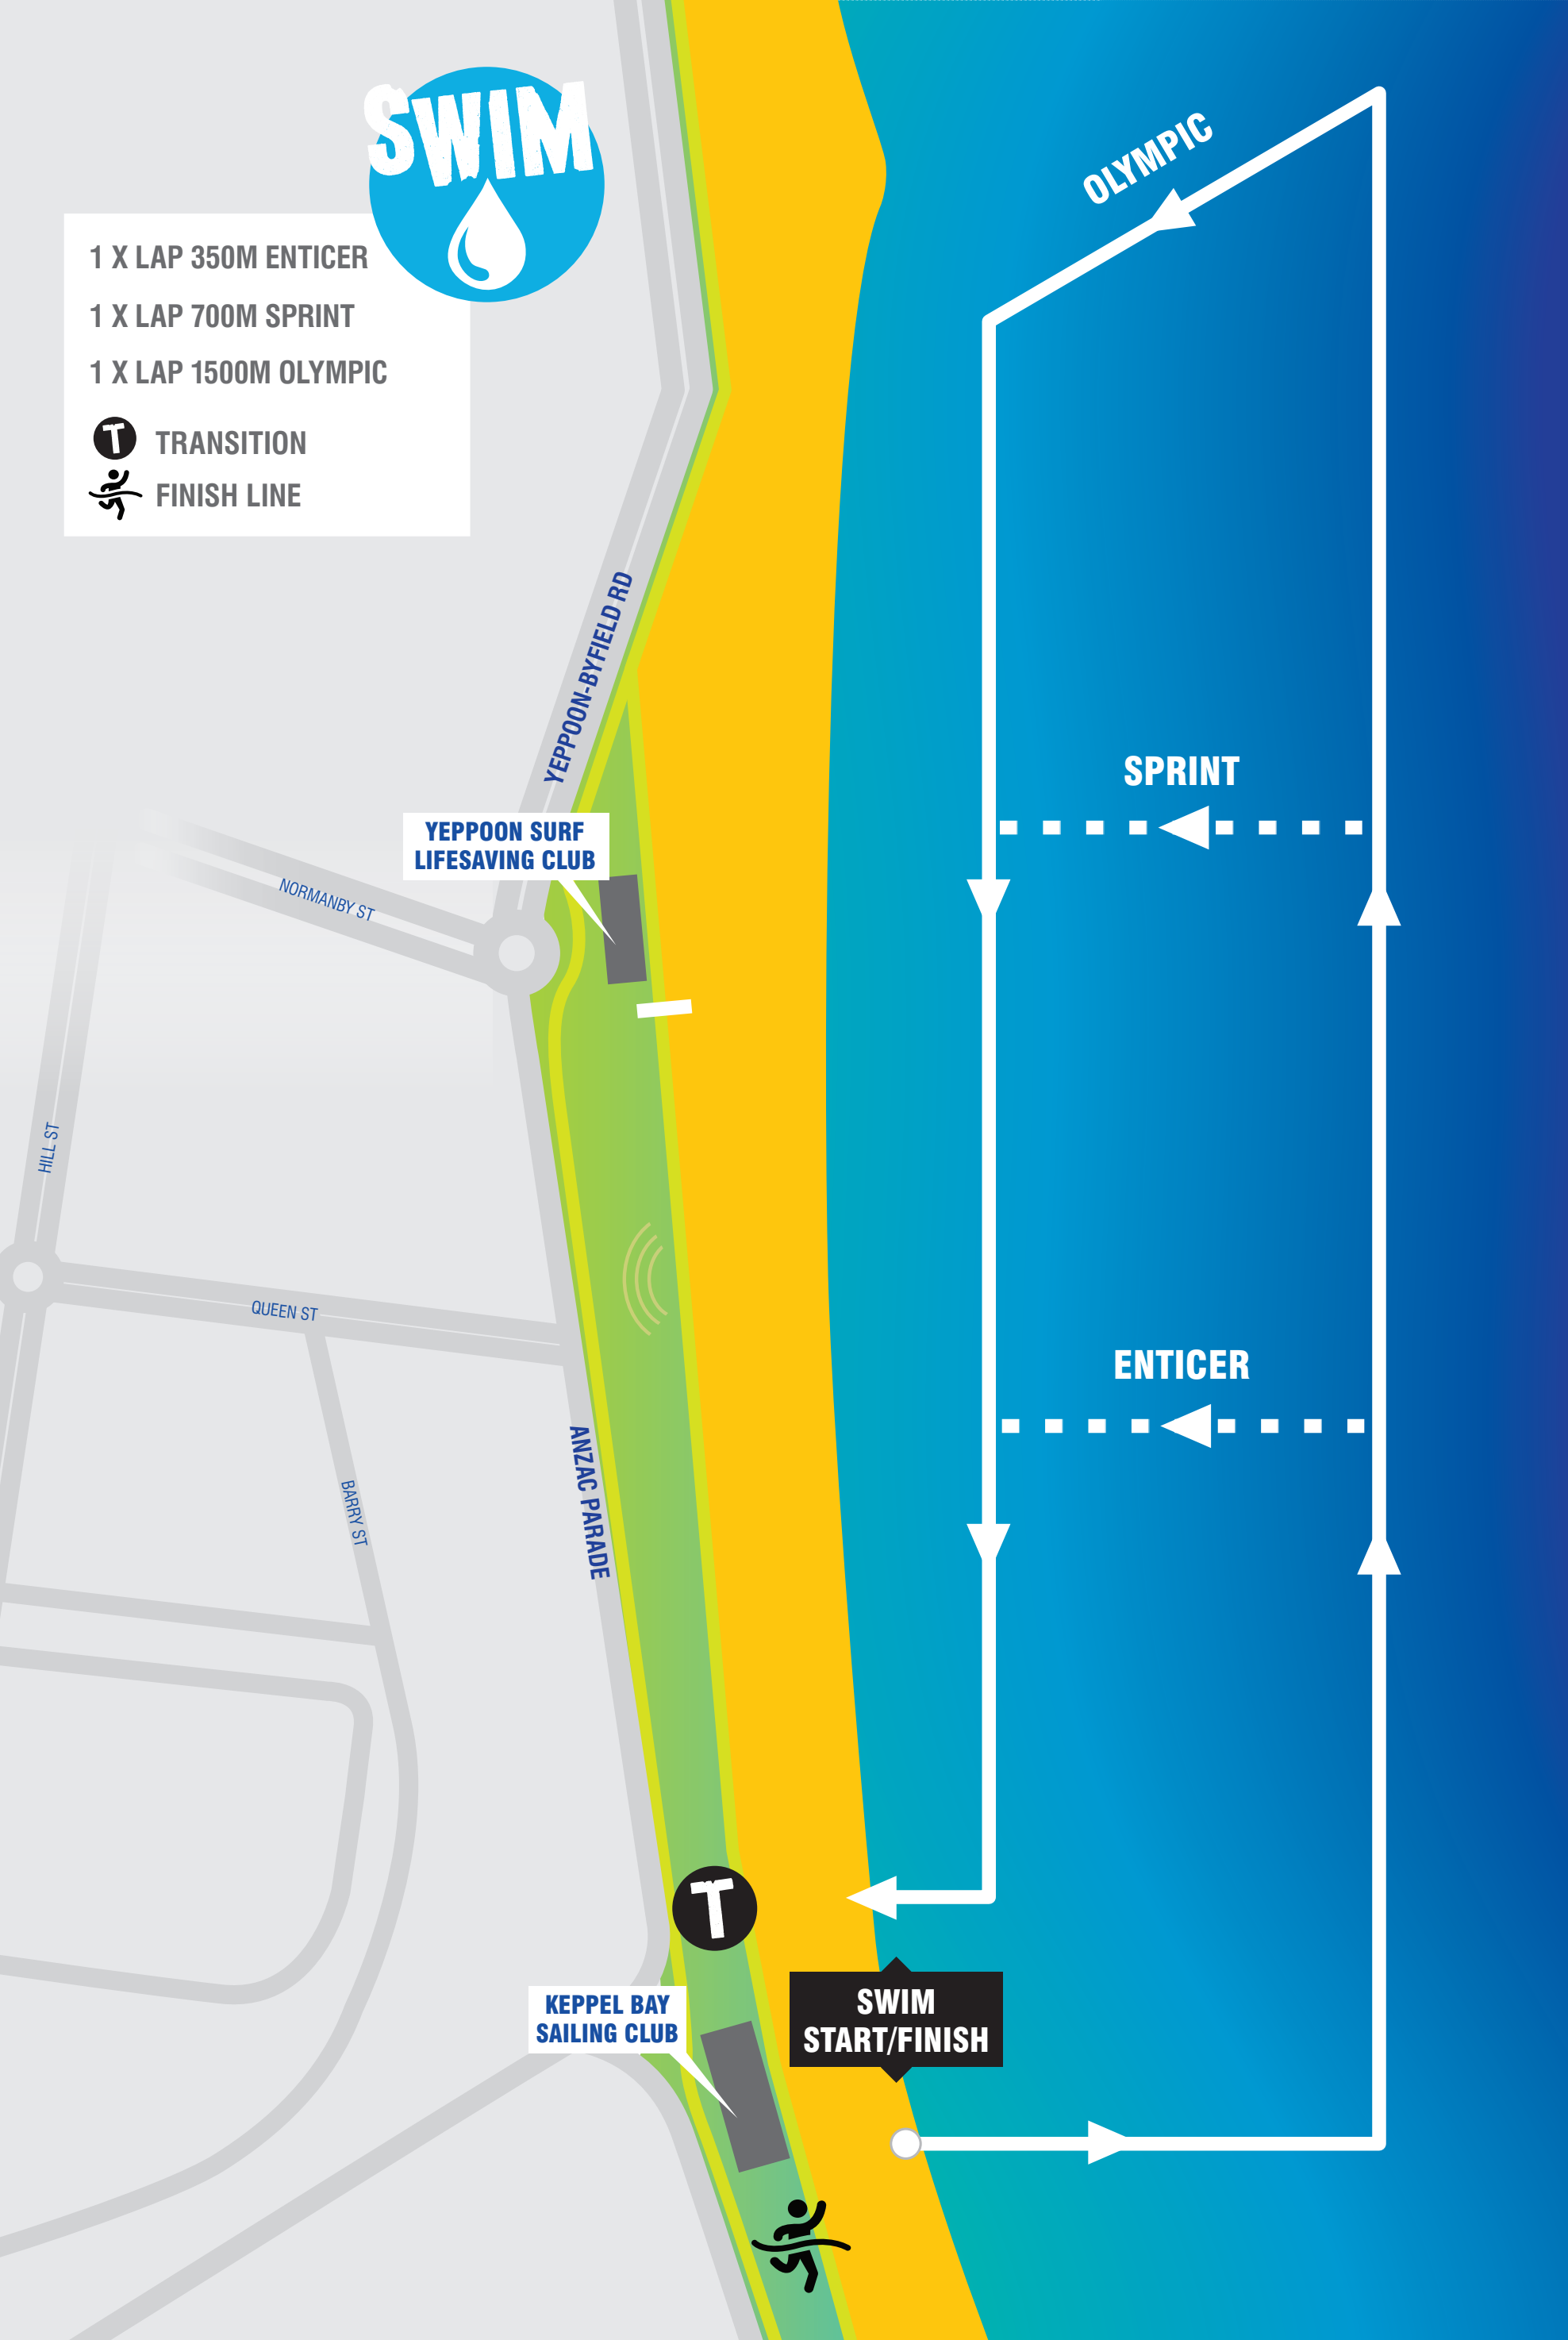 SWIM
1 X LAP 350M ENTICER
1 X LAP 700M SPRINT
1 X LAP 1500M OLYMPIC
T TRANSITION
FINISH LINE
OLYMPIC
YEPPOON-BYFIELD RD
SPRINT
YEPPOON SURF
LIFESAVING CLUB
NORMANBY ST
HILL ST
QUEEN ST
ENTICER
ANZAC PARADE
BARRY ST
T
SWIM
START/FINISH
KEPPEL BAY
SAILING CLUB